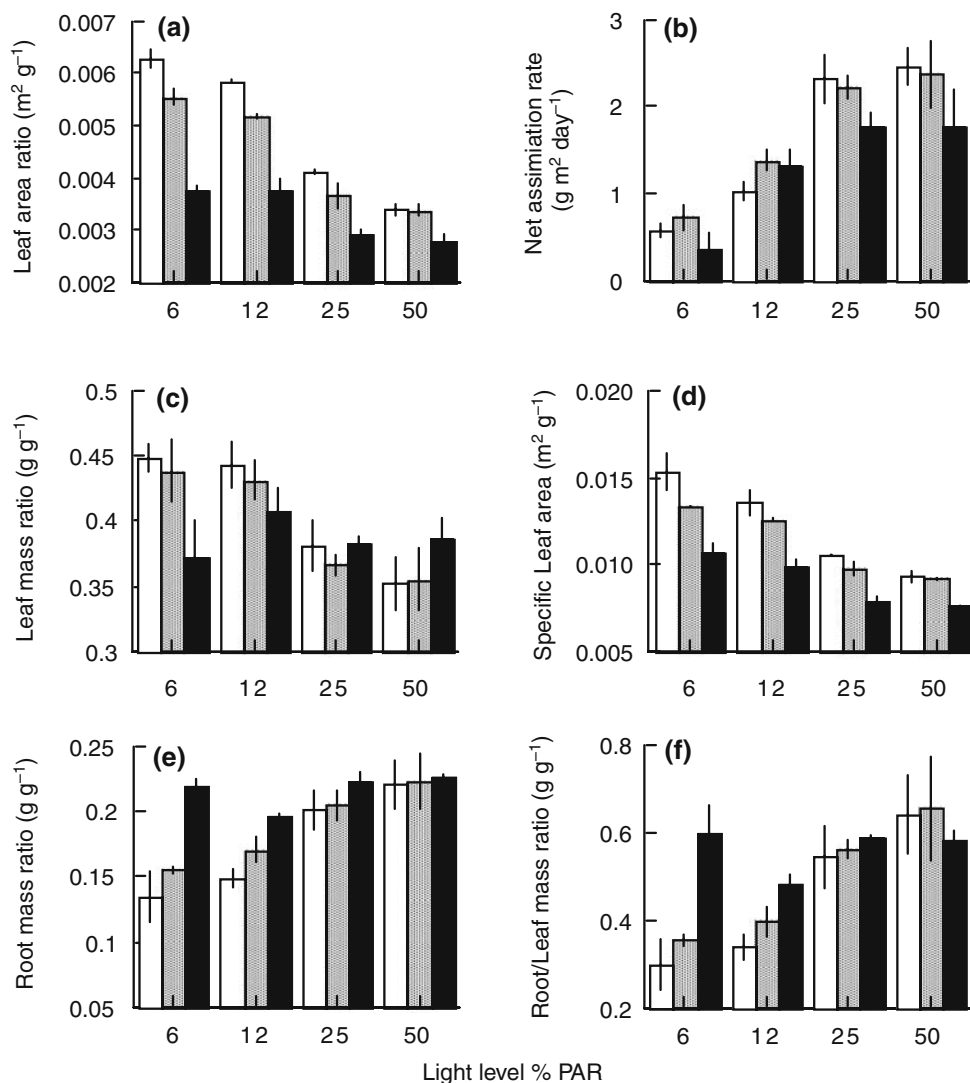 (a)
Leaf area ratio (m² g⁻¹)
0.007
0.006
0.005
0.004
0.003
0.002
6 12 25 50
(b)
Net assimiation rate
(g m² day⁻¹)
3
2
1
0
6 12 25 50
(c)
Leaf mass ratio (g g⁻¹)
0.5
0.45
0.4
0.35
0.3
6 12 25 50
(d)
Specific Leaf area (m² g⁻¹)
0.020
0.015
0.010
0.005
6 12 25 50
(e)
Root mass ratio (g g⁻¹)
0.25
0.2
0.15
0.1
0.05
6 12 25 50
(f)
Root/Leaf mass ratio (g g⁻¹)
0.8
0.6
0.4
0.2
6 12 25 50
Light level % PAR